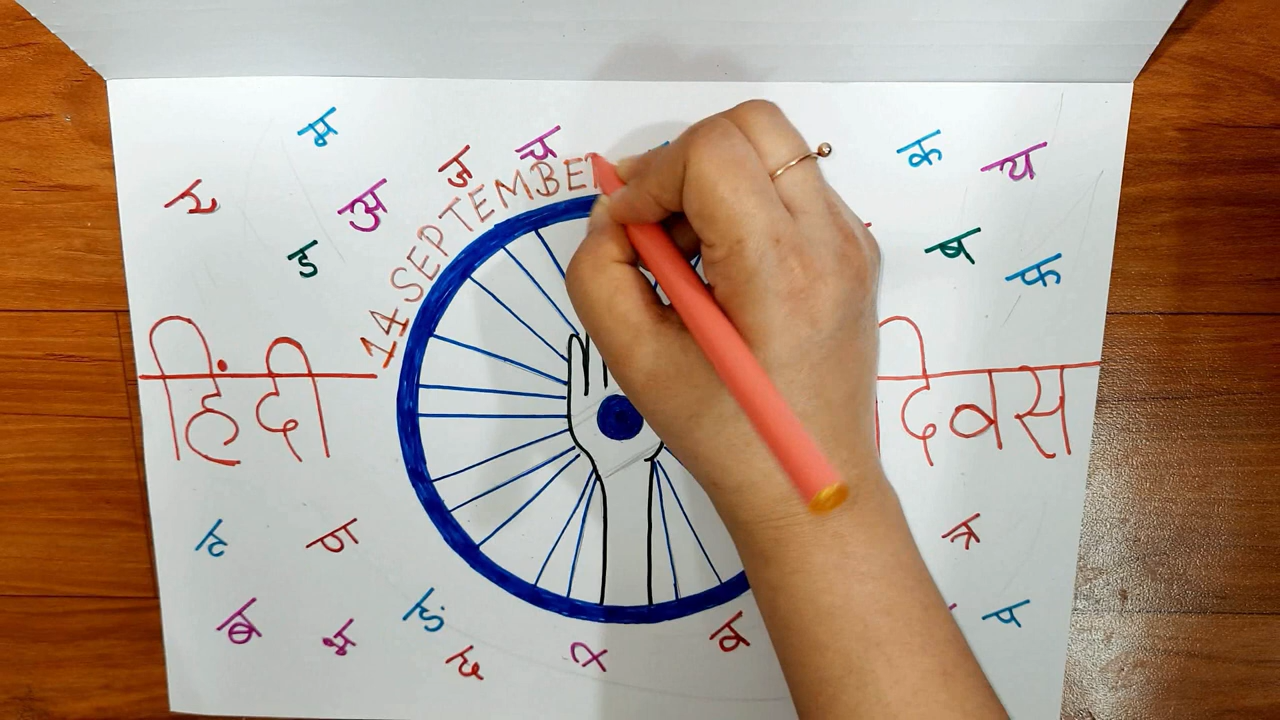 म
च
ज
क
य
अ
ब
ड
फ
14 SEPTEMBE
हिंदी
दिवस
ट
ण
त्र
प
ब
भ
ङ
व